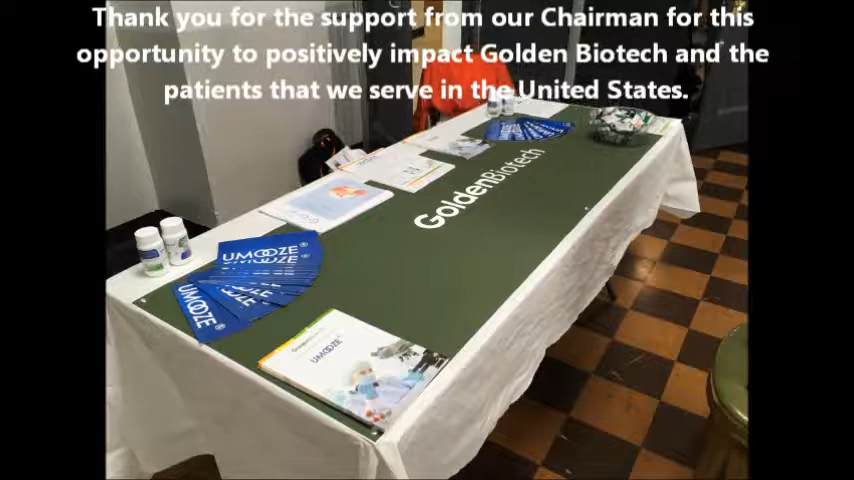 Thank you for the support from our Chairman for this
opportunity to positively impact Golden Biotech and the
patients that we serve in the United States.
GoldenBiotech
UMOOZE®
UMOOZE
UMOOZE®
UMOOZE